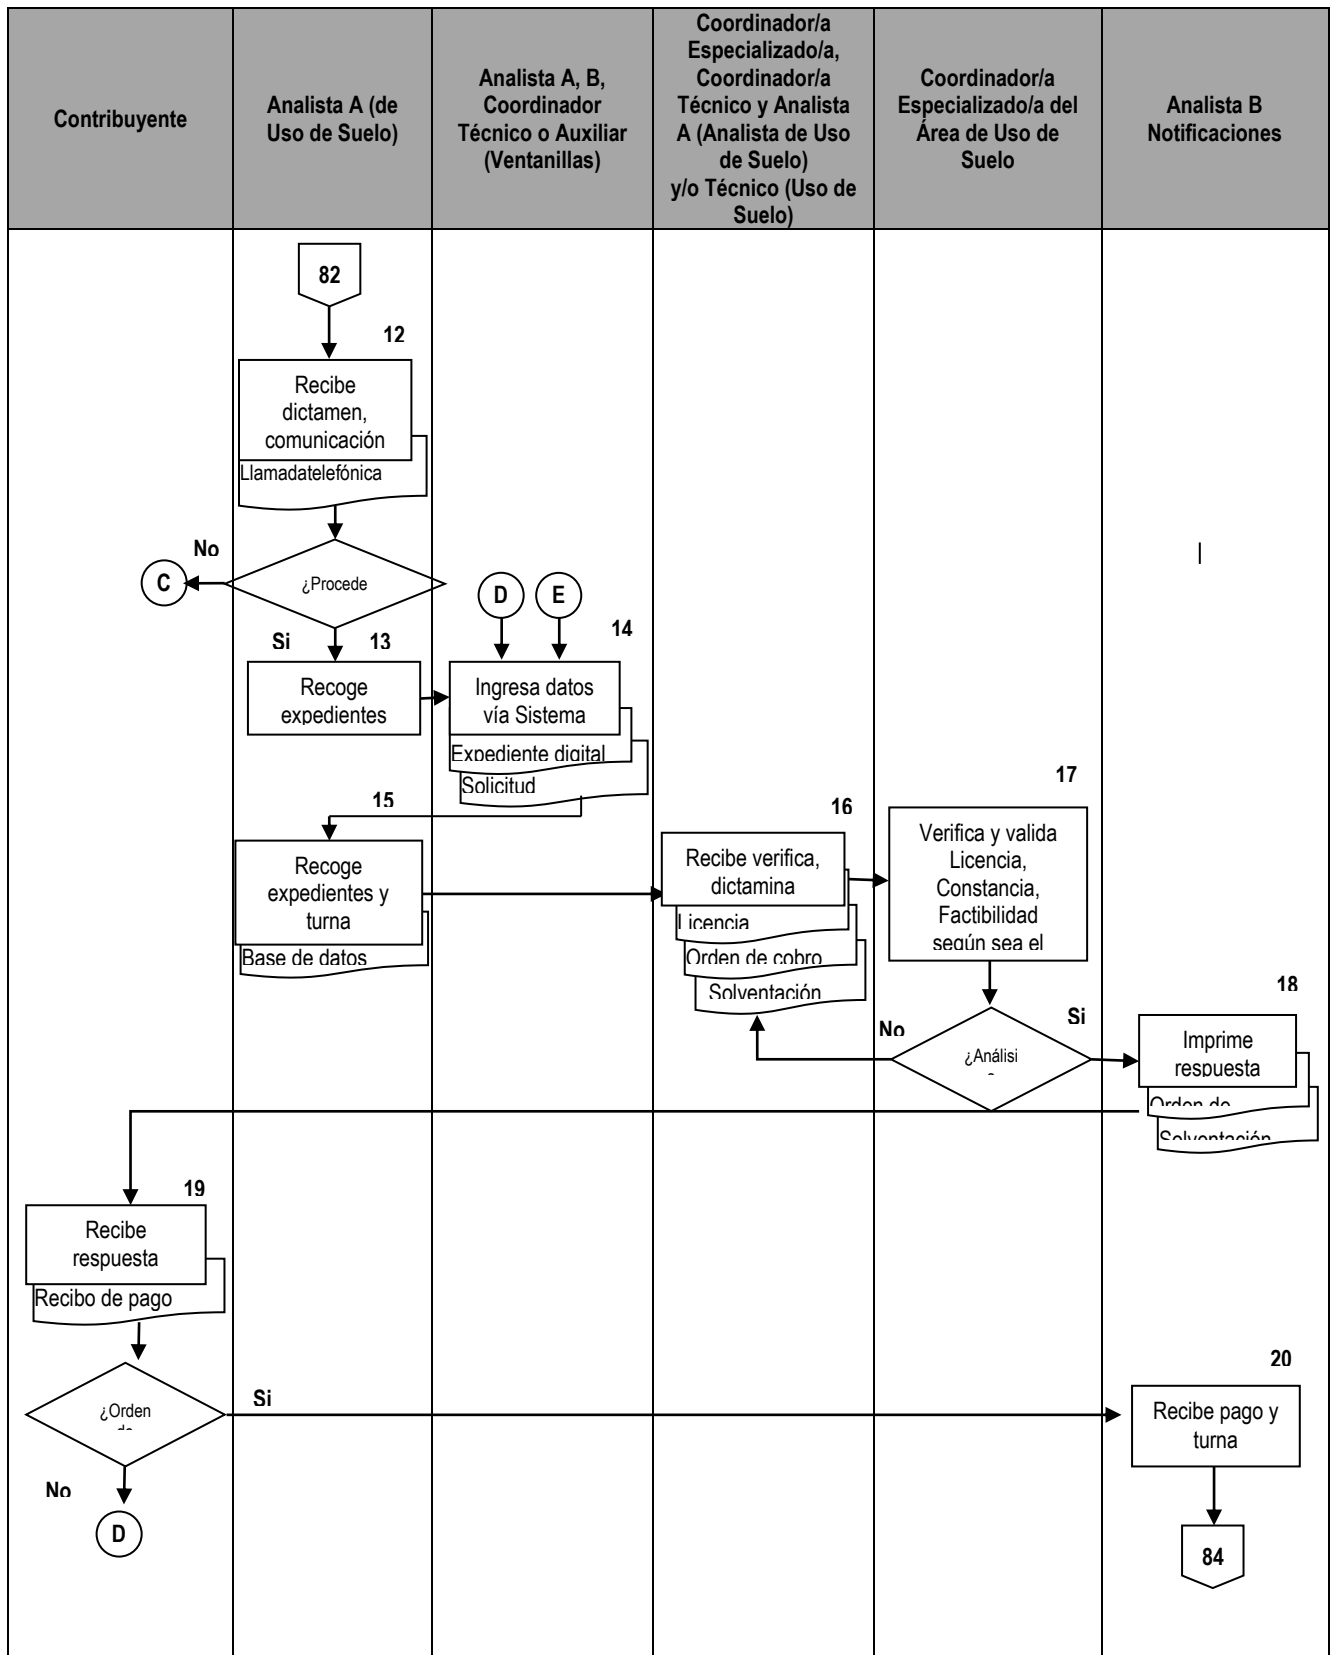 Contribuyente
Analista A (de
Uso de Suelo)
Analista A, B,
Coordinador
Técnico o Auxiliar
(Ventanillas)
Coordinador/a
Especializado/a,
Coordinador/a
Técnico y Analista
A (Analista de Uso
de Suelo)
y/o Técnico (Uso de
Suelo)
Coordinador/a
Especializado/a del
Área de Uso de
Suelo
Analista B
Notificaciones
82
12
Recibe
dictamen,
comunicación
Llamadatelefónica
No
C
¿Procede
Si
13
Recoge
expedientes
D
E
14
Ingresa datos
vía Sistema
Expediente digital
Solicitud
15
Recoge
expedientes y
turna
Base de datos
16
Recibe verifica,
dictamina
Licencia
Orden de cobro
Solventación
17
Verifica y valida
Licencia,
Constancia,
Factibilidad
según sea el
¿Análisi
No
Si
18
Imprime
respuesta
Orden de
Solventación
19
Recibe
respuesta
Recibo de pago
¿Orden
de
Si
No
D
20
Recibe pago y
turna
84